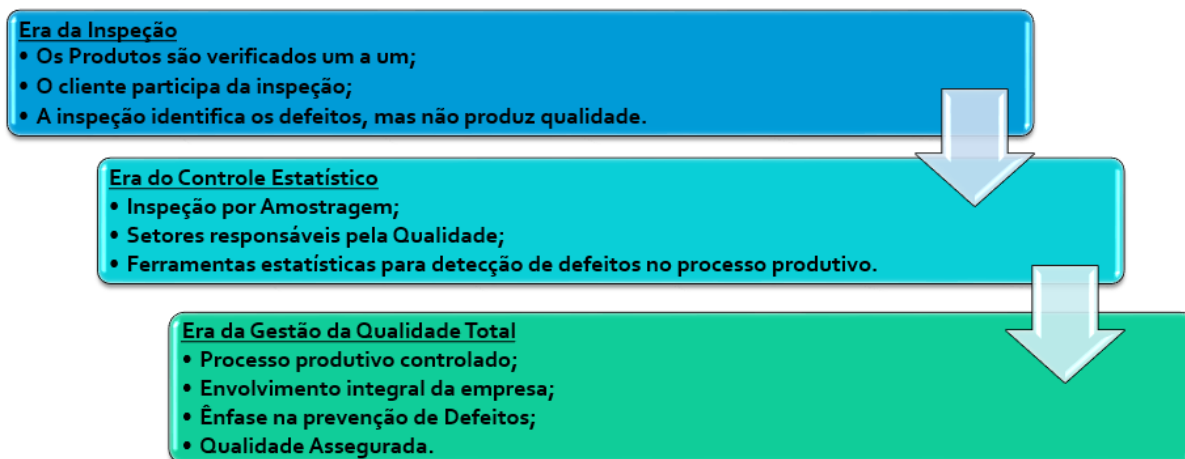 Era da Inspeção
• Os Produtos são verificados um a um;
• O cliente participa da inspeção;
• A inspeção identifica os defeitos, mas não produz qualidade.
Era do Controle Estatístico
• Inspeção por Amostragem;
• Setores responsáveis pela Qualidade;
• Ferramentas estatísticas para detecção de defeitos no processo produtivo.
Era da Gestão da Qualidade Total
• Processo produtivo controlado;
• Envolvimento integral da empresa;
• Ênfase na prevenção de Defeitos;
• Qualidade Assegurada.